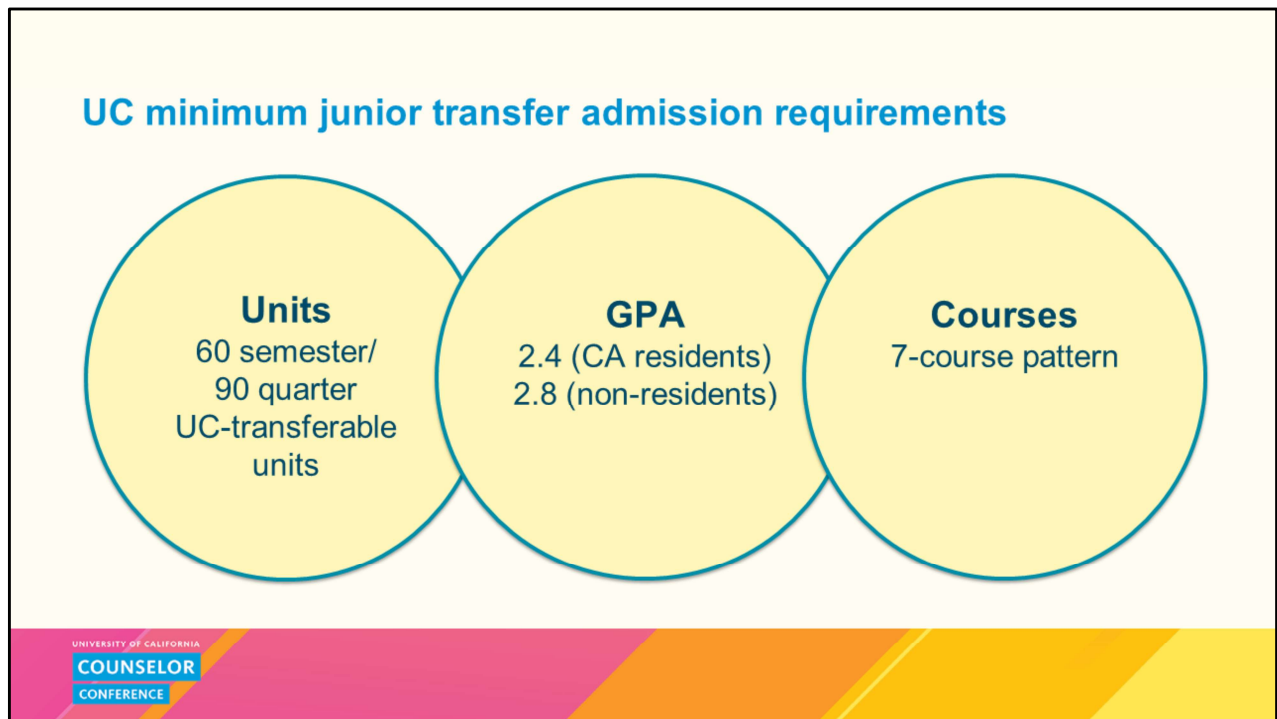 UC minimum junior transfer admission requirements
Units
60 semester/
90 quarter
UC-transferable
units
GPA
2.4 (CA residents)
2.8 (non-residents)
Courses
7-course pattern
UNIVERSITY OF CALIFORNIA
COUNSELOR
CONFERENCE